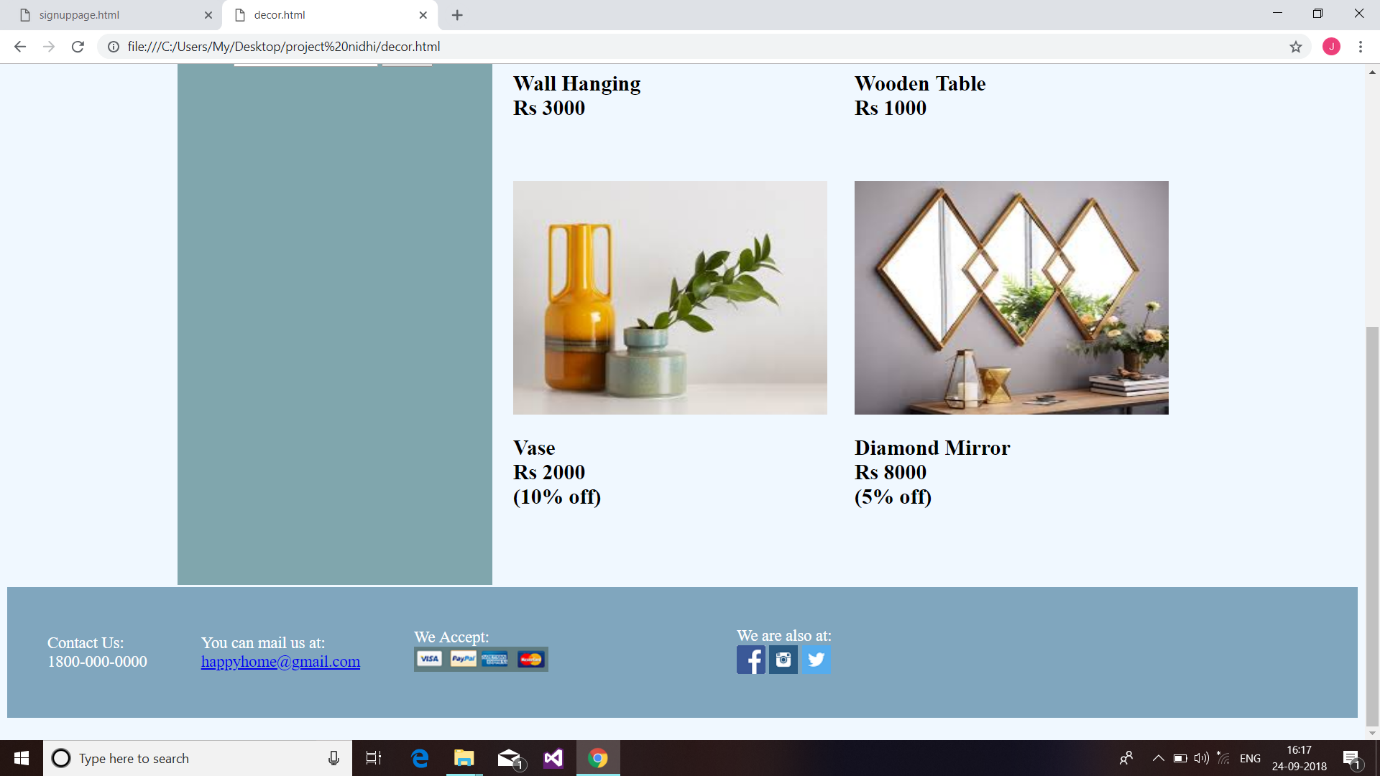 signuppage.html
decor.html
file:///C:/Users/My/Desktop/project%20nidhi/decor.html
J
Wall Hanging
Rs 3000
Wooden Table
Rs 1000
Vase
Rs 2000
(10% off)
Diamond Mirror
Rs 8000
(5% off)
Contact Us:
1800-000-0000
You can mail us at:
happyhome@gmail.com
We Accept:
VISA PayPal
We are also at:
Type here to search
1
ENG
16:17
24-09-2018
1